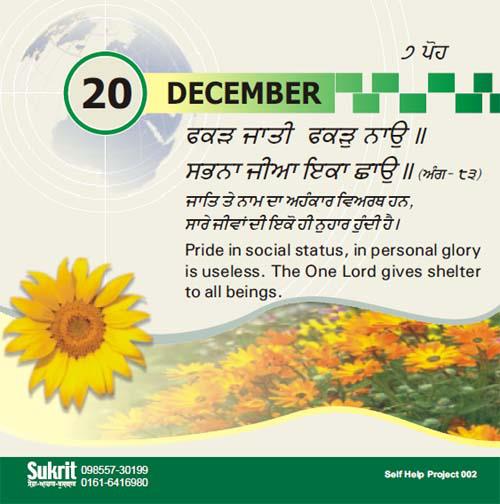 ੭ ਪੋਹ
20 DECEMBER
ਫਕੜ ਜਾਤੀ ਫਕੜੁ ਨਾਉ ॥
ਸਭਨਾ ਜੀਆ ਇਕਾ ਛਾਉ ॥ (ਅੰਗ- ੮੩)
ਜਾਤਿ ਤੇ ਨਾਮ ਦਾ ਅਹੰਕਾਰ ਵਿਅਰਥ ਹਨ,
ਸਾਰੇ ਜੀਵਾਂ ਦੀ ਇਕੋ ਹੀ ਨੁਹਾਰ ਹੁੰਦੀ ਹੈ।
Pride in social status, in personal glory
is useless. The One Lord gives shelter
to all beings.
Sukrit 098557-30199
0161-6416980
Self Help Project 002